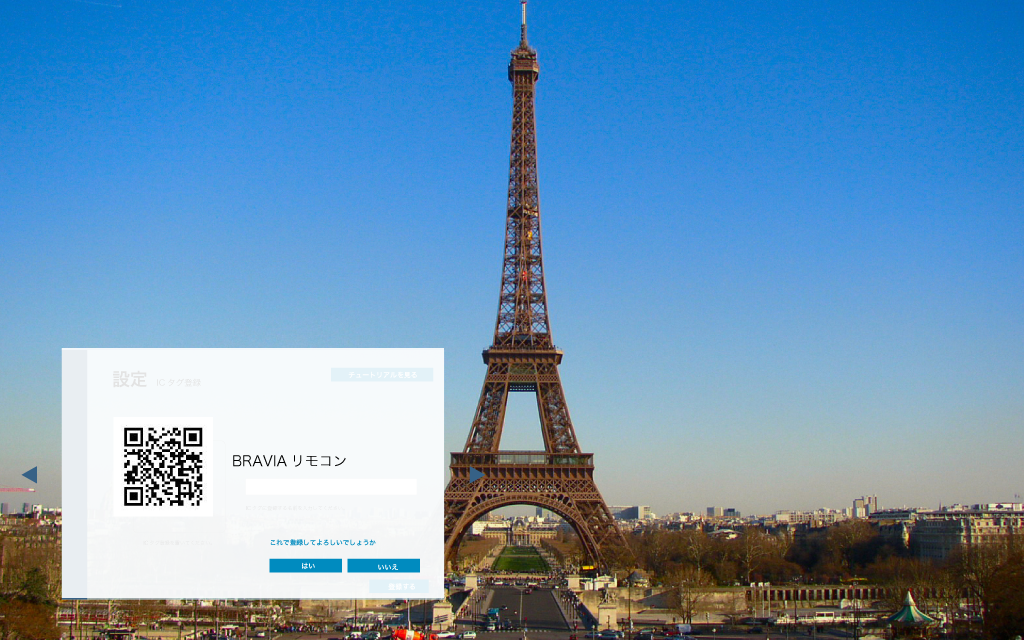 設定 IC タグ登録
チュートリアルを見る
BRAVIA リモコン
これで登録してよろしいでしょうか
はい
いいえ
登録する